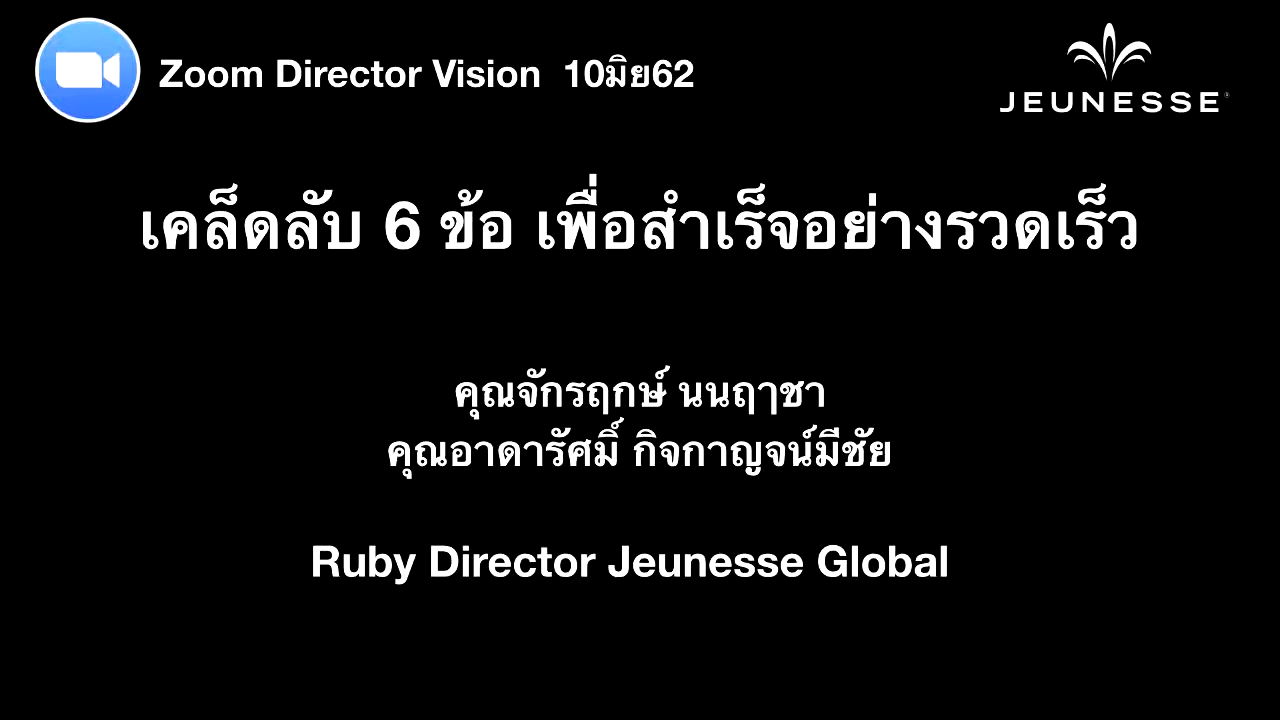 Zoom Director Vision 10มิย62
JEUNESSE
เคล็ดลับ 6 ข้อ เพื่อสำเร็จอย่างรวดเร็ว
คุณจักรฤกษ์ นนฤๅชา
คุณอาดารัศมิ์ กิจกาญจน์มีชัย
Ruby Director Jeunesse Global